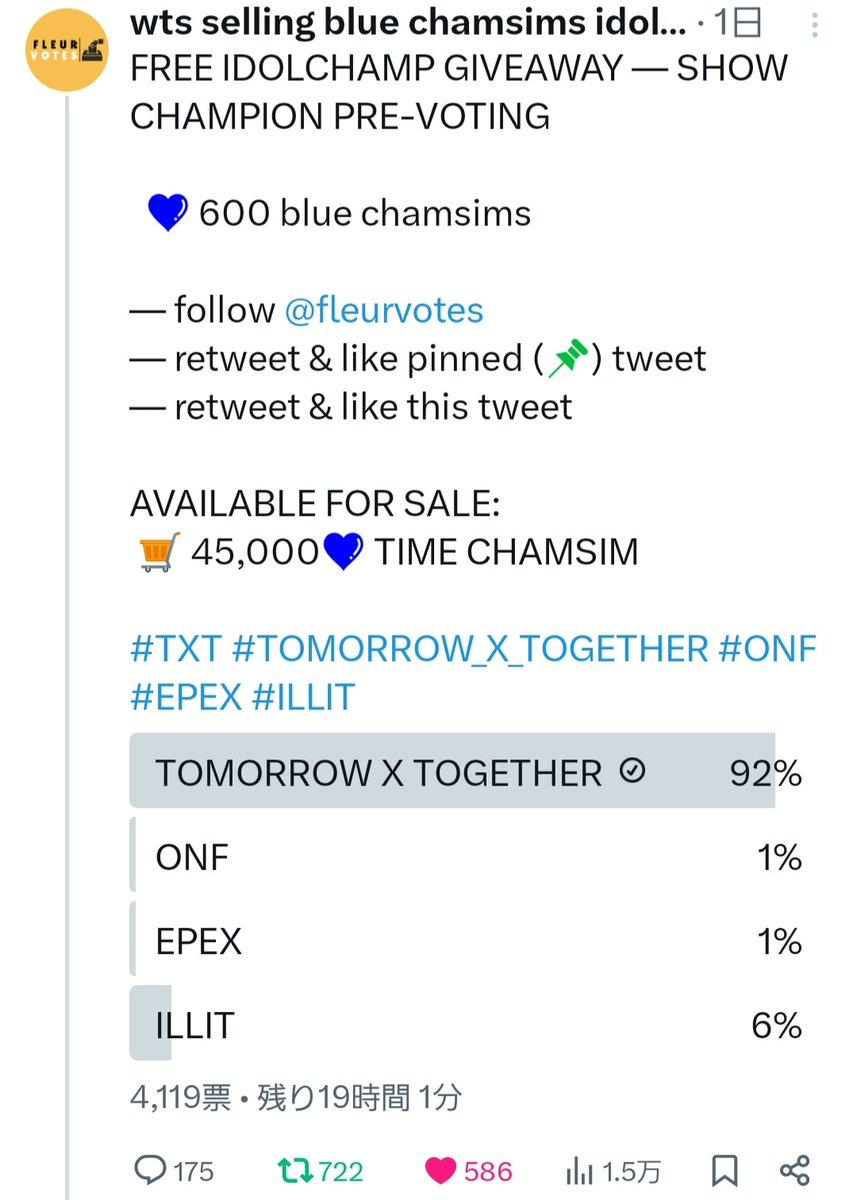 FLEUR
VOTES
wts selling blue chamsims idol... · 1日
FREE IDOLCHAMP GIVEAWAY — SHOW
CHAMPION PRE-VOTING
💙 600 blue chamsims
— follow @fleurvotes
— retweet & like pinned (📌) tweet
— retweet & like this tweet
AVAILABLE FOR SALE:
🛒 45,000💙 TIME CHAMSIM
#TXT #TOMORROW_X_TOGETHER #ONF
#EPEX #ILLIT
TOMORROW X TOGETHER 92%
ONF 1%
EPEX 1%
ILLIT 6%
4,119票 • 残り19時間 1分
175 722 586 1.5万